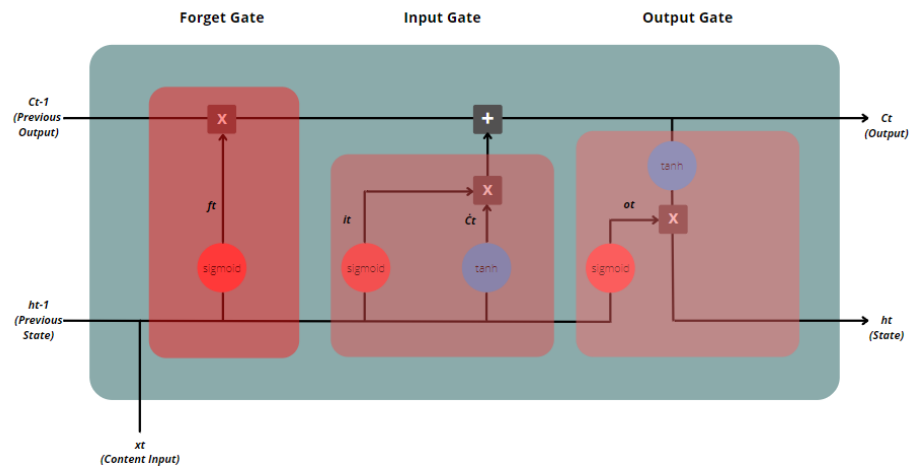 Forget Gate
Input Gate
Output Gate
Ct-1
(Previous
Output)
X
+
Ct
(Output)
tanh
X
ft
it
Ĉt
ot
X
sigmoid
sigmoid
tanh
sigmoid
ht-1
(Previous
State)
ht
(State)
xt
(Content Input)